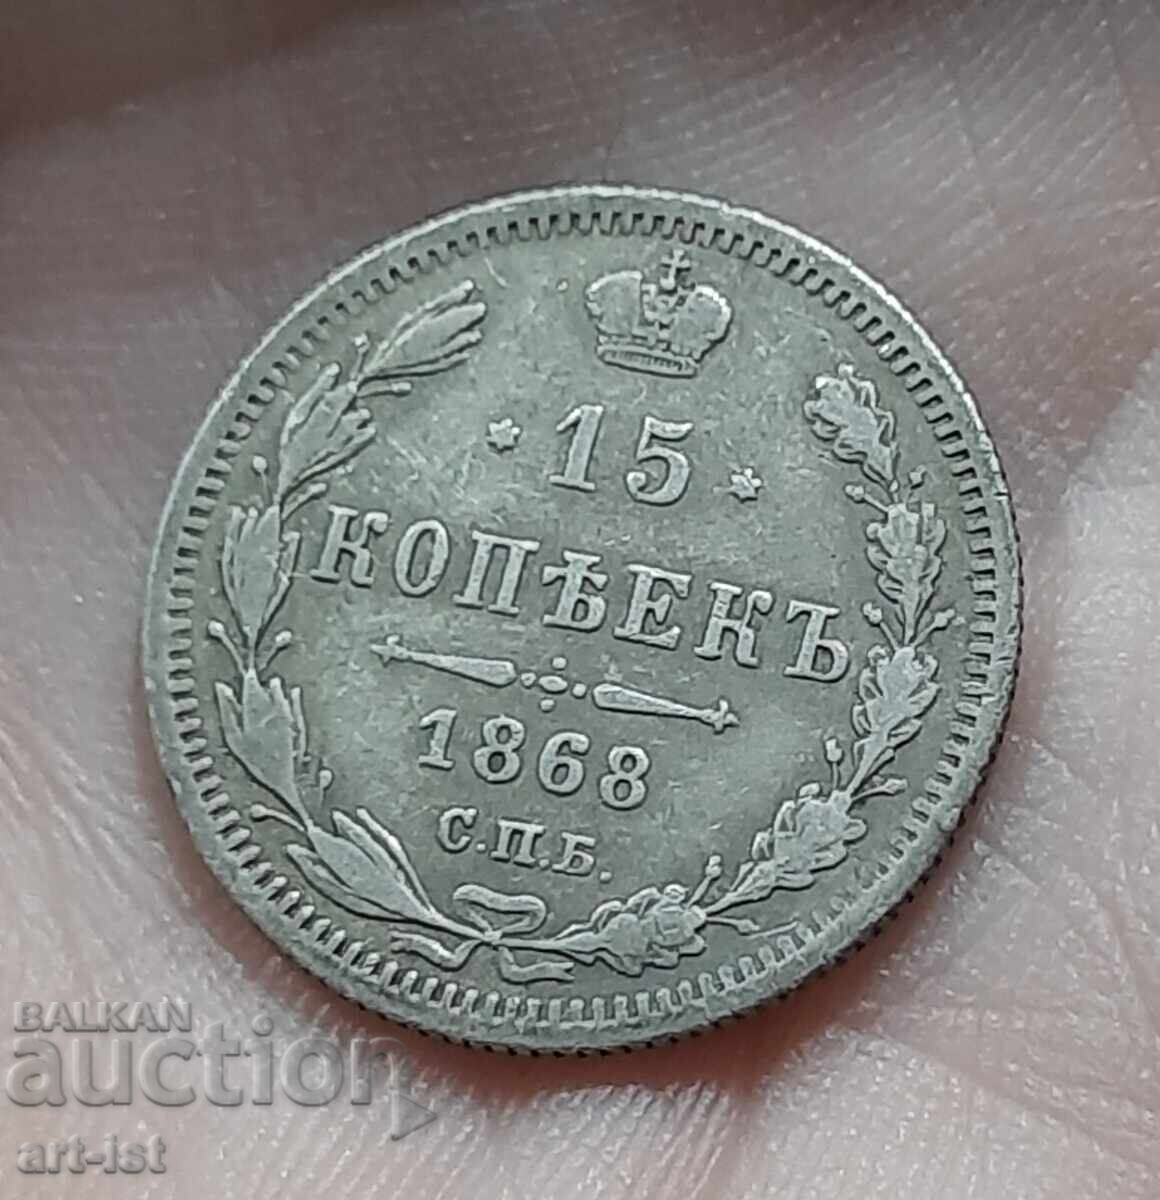 15
КОПѢЕКЪ
1868
С.П.Б.
BALKAN
auction
art-ist